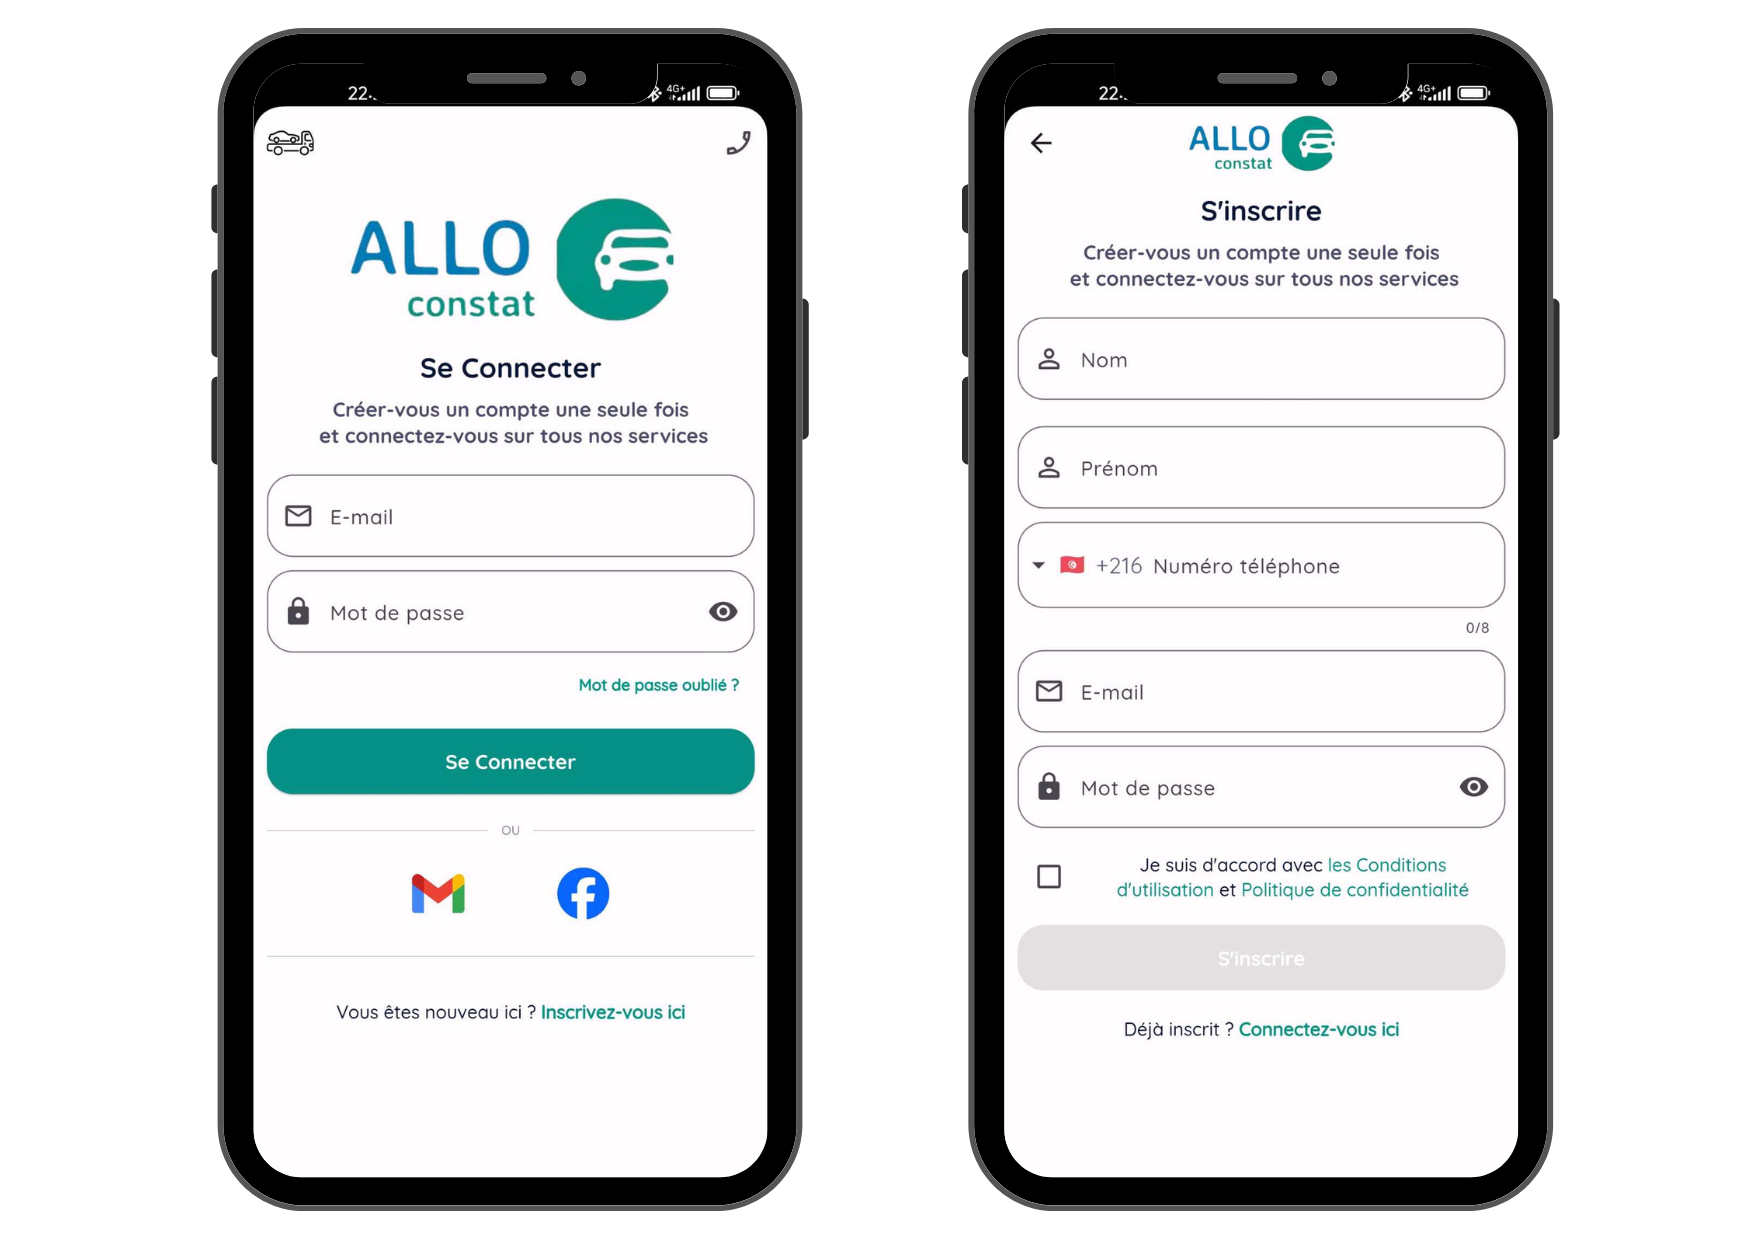 4G+
ALLO
constat
Se Connecter
Créer-vous un compte une seule fois
et connectez-vous sur tous nos services
E-mail
Mot de passe
Mot de passe oublié ?
Se Connecter
OU
Vous êtes nouveau ici ? Inscrivez-vous ici
4G+
ALLO
constat
S'inscrire
Créer-vous un compte une seule fois
et connectez-vous sur tous nos services
Nom
Prénom
+216 Numéro téléphone
0/8
E-mail
Mot de passe
Je suis d'accord avec les Conditions
d'utilisation et Politique de confidentialité
S'inscrire
Déjà inscrit ? Connectez-vous ici